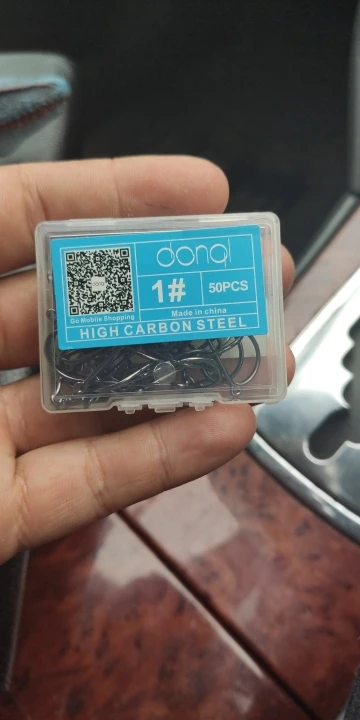 donql
1#
50PCS
Go Mobile Shopping
Made in china
HIGH CARBON STEEL